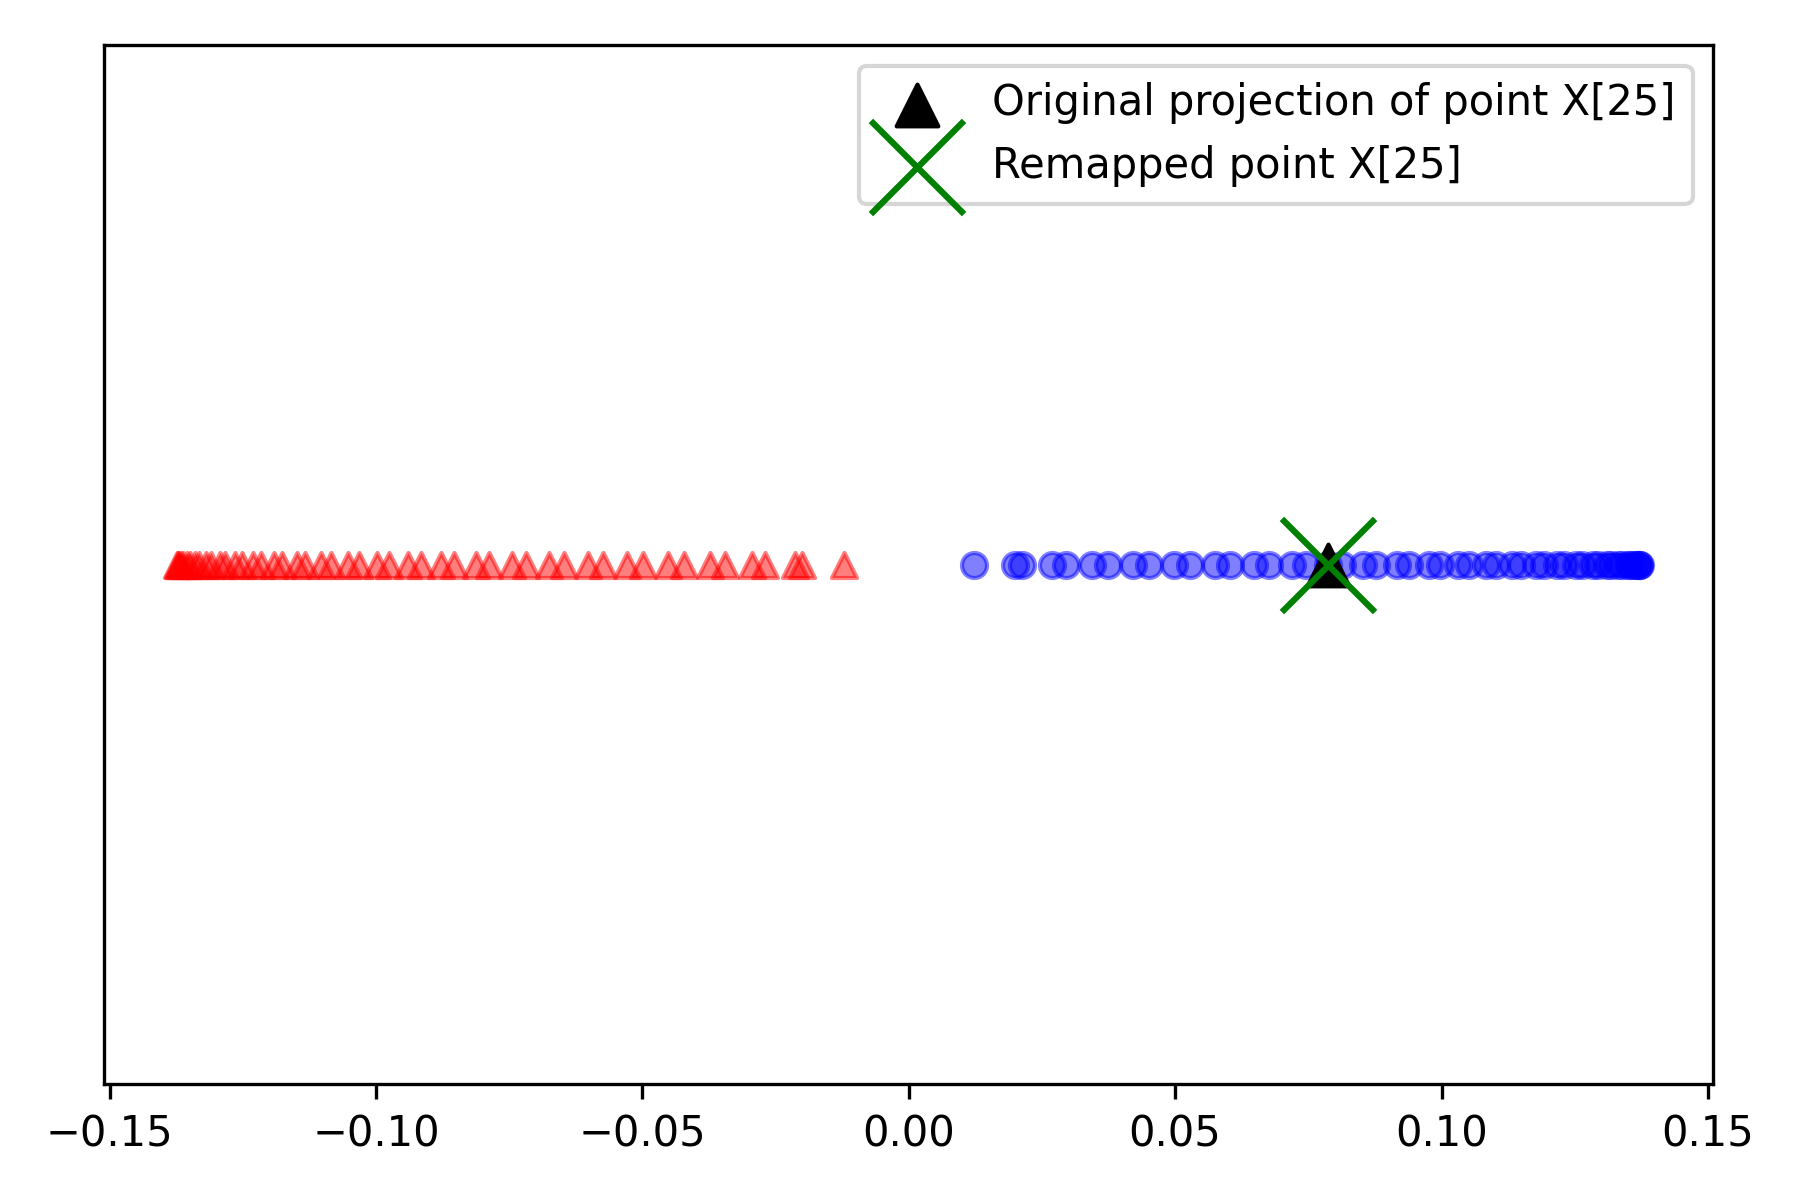 Original projection of point X[25]
Remapped point X[25]
−0.15 −0.10 −0.05 0.00 0.05 0.10 0.15